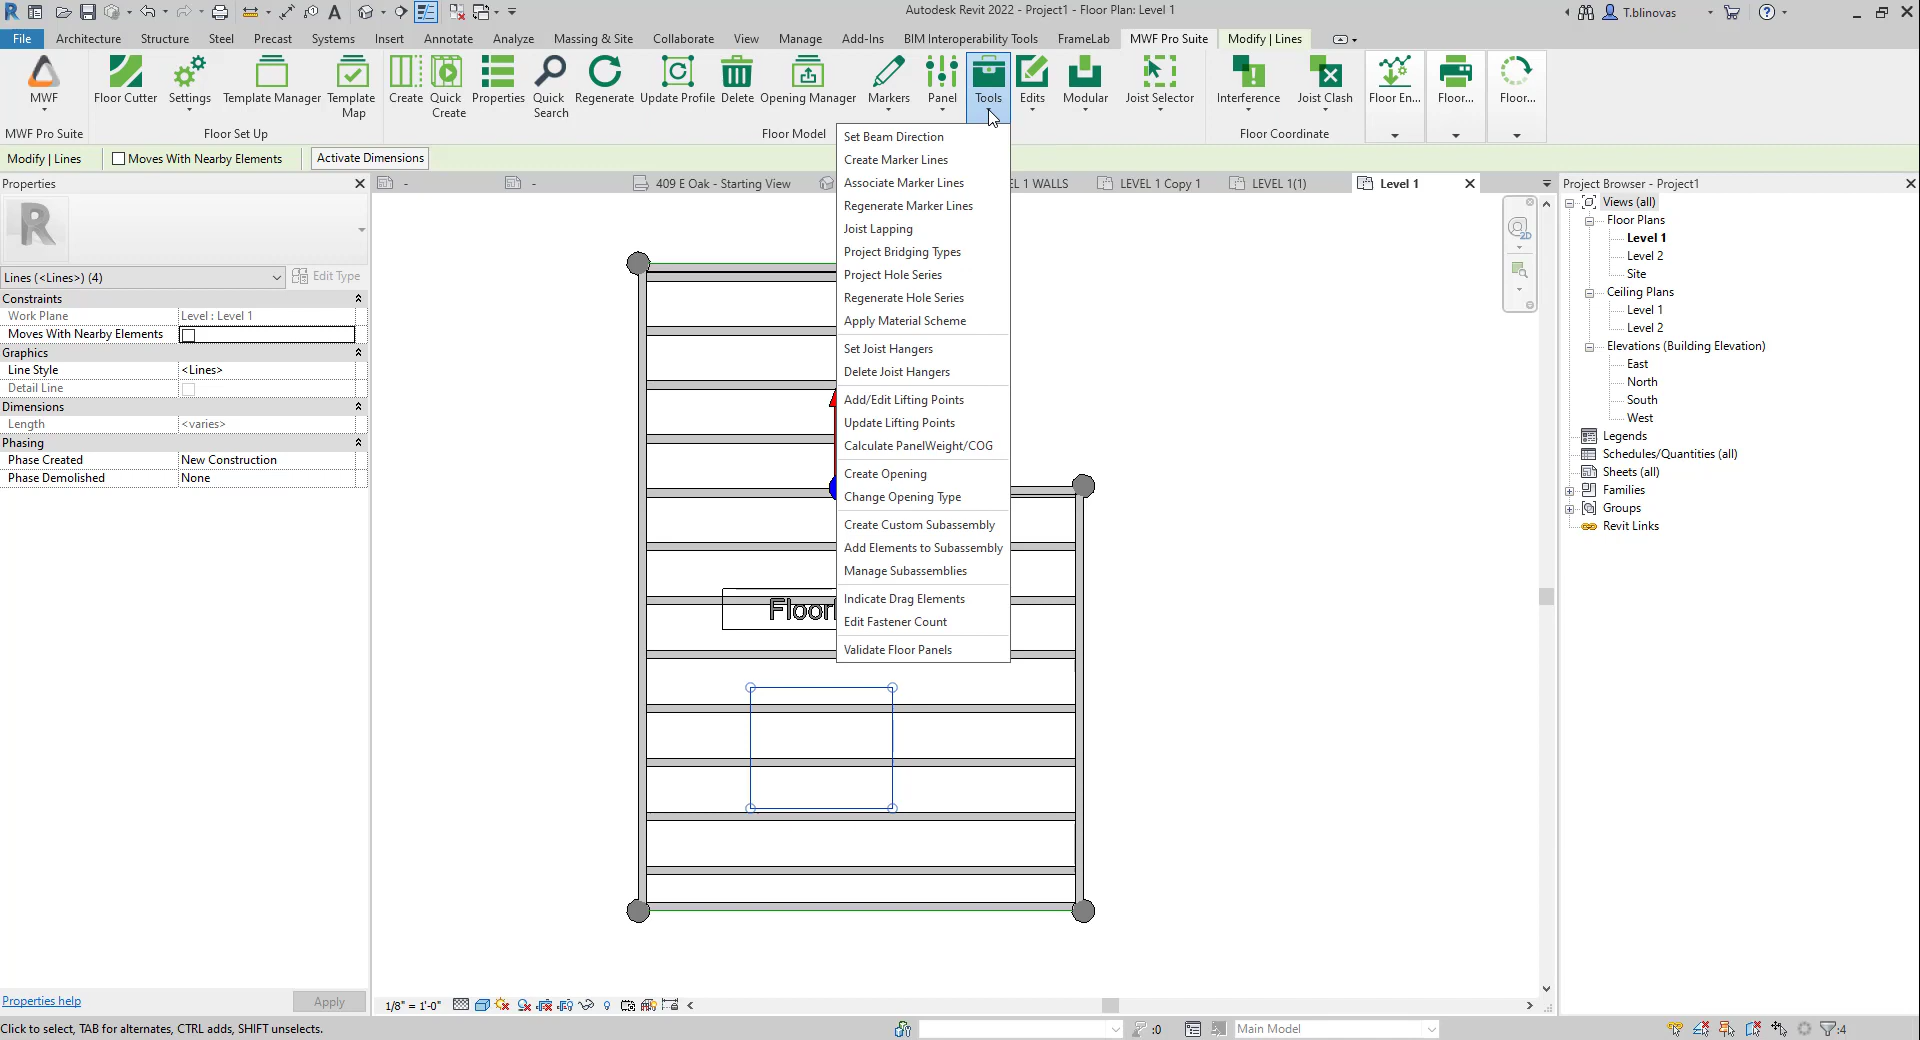 Autodesk Revit 2022 - Project1 - Floor Plan: Level 1
T.blinovas
File Architecture Structure Steel Precast Systems Insert Annotate Analyze Massing & Site Collaborate View Manage Add-Ins BIM Interoperability Tools FrameLab MWF Pro Suite Modify | Lines
MWF Floor Cutter Settings Template Manager Template Map Create Quick Create Properties Quick Search Regenerate Update Profile Delete Opening Manager Markers Panel Tools Edits Modular Joist Selector Interference Joist Clash Floor En... Floor... Floor...
MWF Pro Suite Floor Set Up Floor Model Floor Coordinate
Modify | Lines Moves With Nearby Elements Activate Dimensions
Properties
- - 409 E Oak - Starting View EL 1 WALLS LEVEL 1 Copy 1 LEVEL 1(1) Level 1
Project Browser - Project1
Lines (<Lines>) (4) Edit Type
Constraints
Work Plane Level : Level 1
Moves With Nearby Elements
Graphics
Line Style <Lines>
Detail Line
Dimensions
Length <varies>
Phasing
Phase Created New Construction
Phase Demolished None
Properties help Apply
Set Beam Direction
Create Marker Lines
Associate Marker Lines
Regenerate Marker Lines
Joist Lapping
Project Bridging Types
Project Hole Series
Regenerate Hole Series
Apply Material Scheme
Set Joist Hangers
Delete Joist Hangers
Add/Edit Lifting Points
Update Lifting Points
Calculate PanelWeight/COG
Create Opening
Change Opening Type
Create Custom Subassembly
Add Elements to Subassembly
Manage Subassemblies
Indicate Drag Elements
Edit Fastener Count
Validate Floor Panels
Floor
2D
Views (all)
Floor Plans
Level 1
Level 2
Site
Ceiling Plans
Level 1
Level 2
Elevations (Building Elevation)
East
North
South
West
Legends
Schedules/Quantities (all)
Sheets (all)
Families
Groups
Revit Links
1/8" = 1'-0"
Click to select, TAB for alternates, CTRL adds, SHIFT unselects.
:0
Main Model
:4